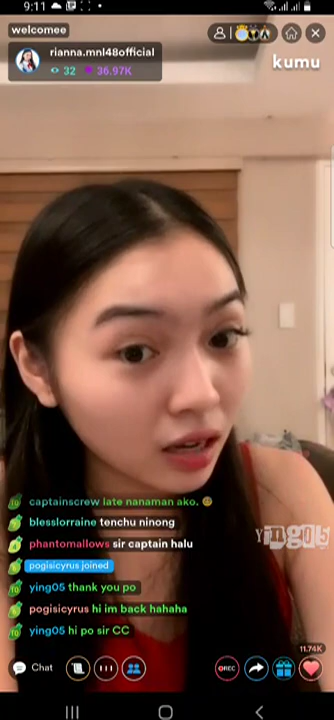 9:11
welcomee
rianna.mnl48official
32 36.97K
kumu
captainscrew late nanaman ako.
blesslorraine tenchu ninong
phantomallows sir captain halu
pogisicyrus joined
ying05 thank you po
Ying05
pogisicyrus hi im back hahaha
ying05 hi po sir CC
11.74K
Chat
REC